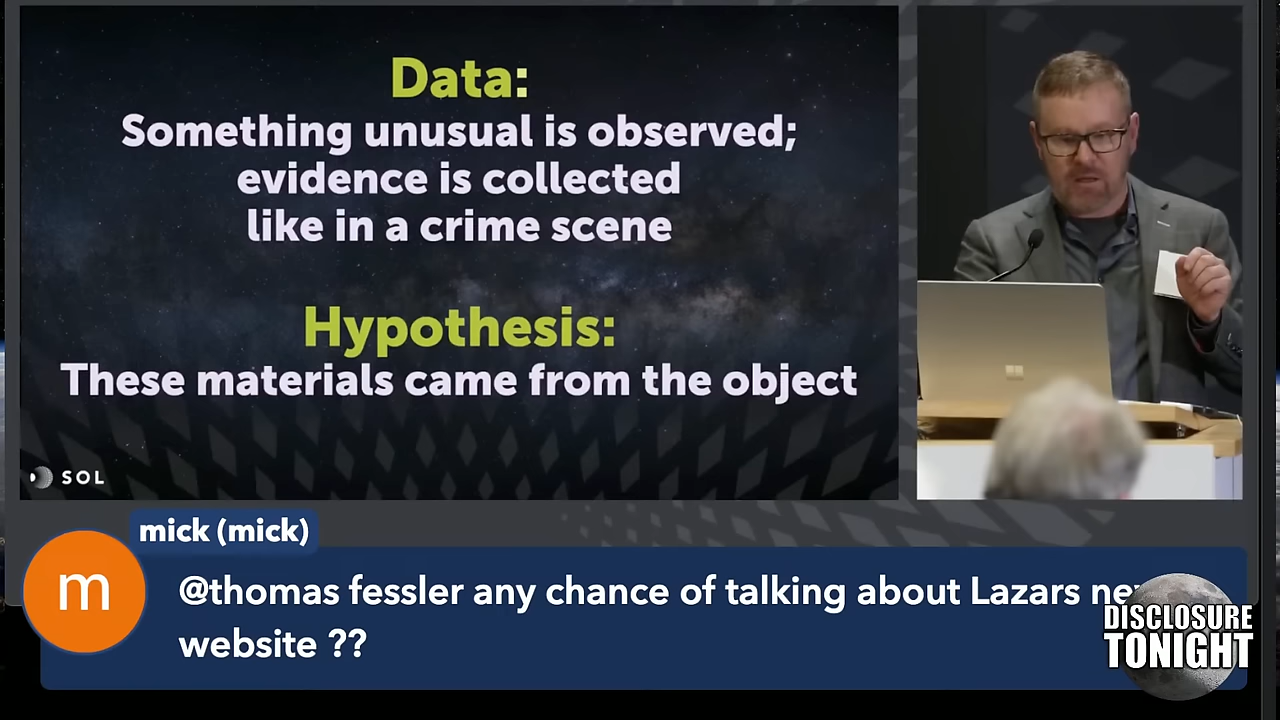 Data:
Something unusual is observed;
evidence is collected
like in a crime scene
Hypothesis:
These materials came from the object
SOL
mick (mick)
m
@thomas fessler any chance of talking about Lazars
website ??
DISCLOSURE
TONIGHT